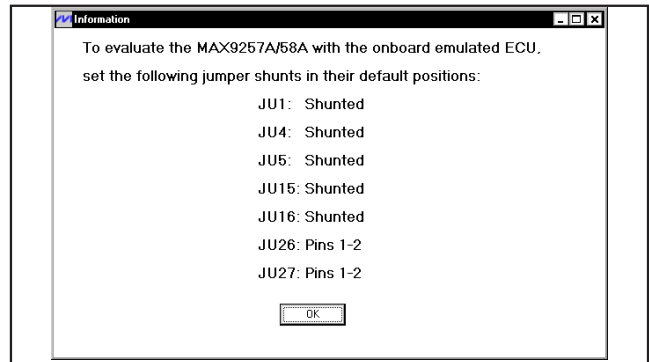 Information
To evaluate the MAX9257A/58A with the onboard emulated ECU,
set the following jumper shunts in their default positions:
JU1: Shunted
JU4: Shunted
JU5: Shunted
JU15: Shunted
JU16: Shunted
JU26: Pins 1-2
JU27: Pins 1-2
OK